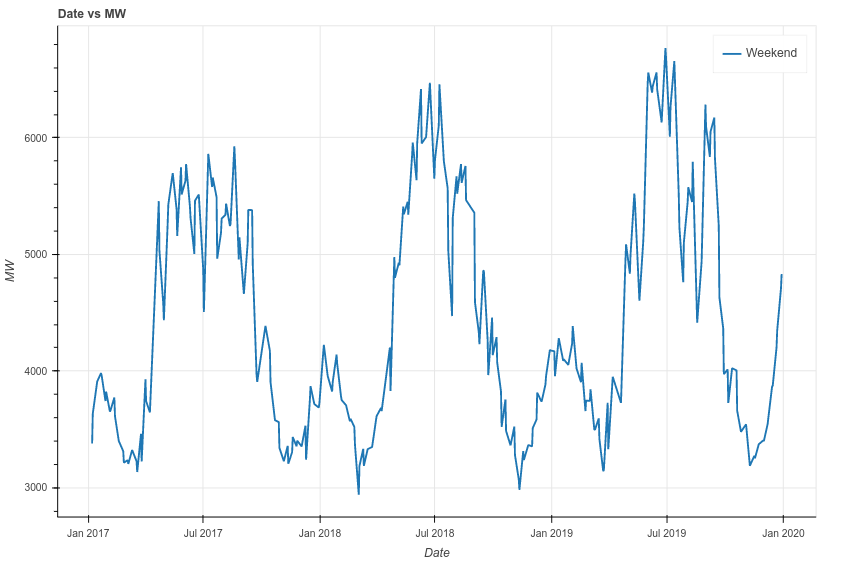 Date vs MW
Weekend
6000
5000
4000
3000
MW
Jan 2017
Jul 2017
Jan 2018
Jul 2018
Jan 2019
Jul 2019
Jan 2020
Date